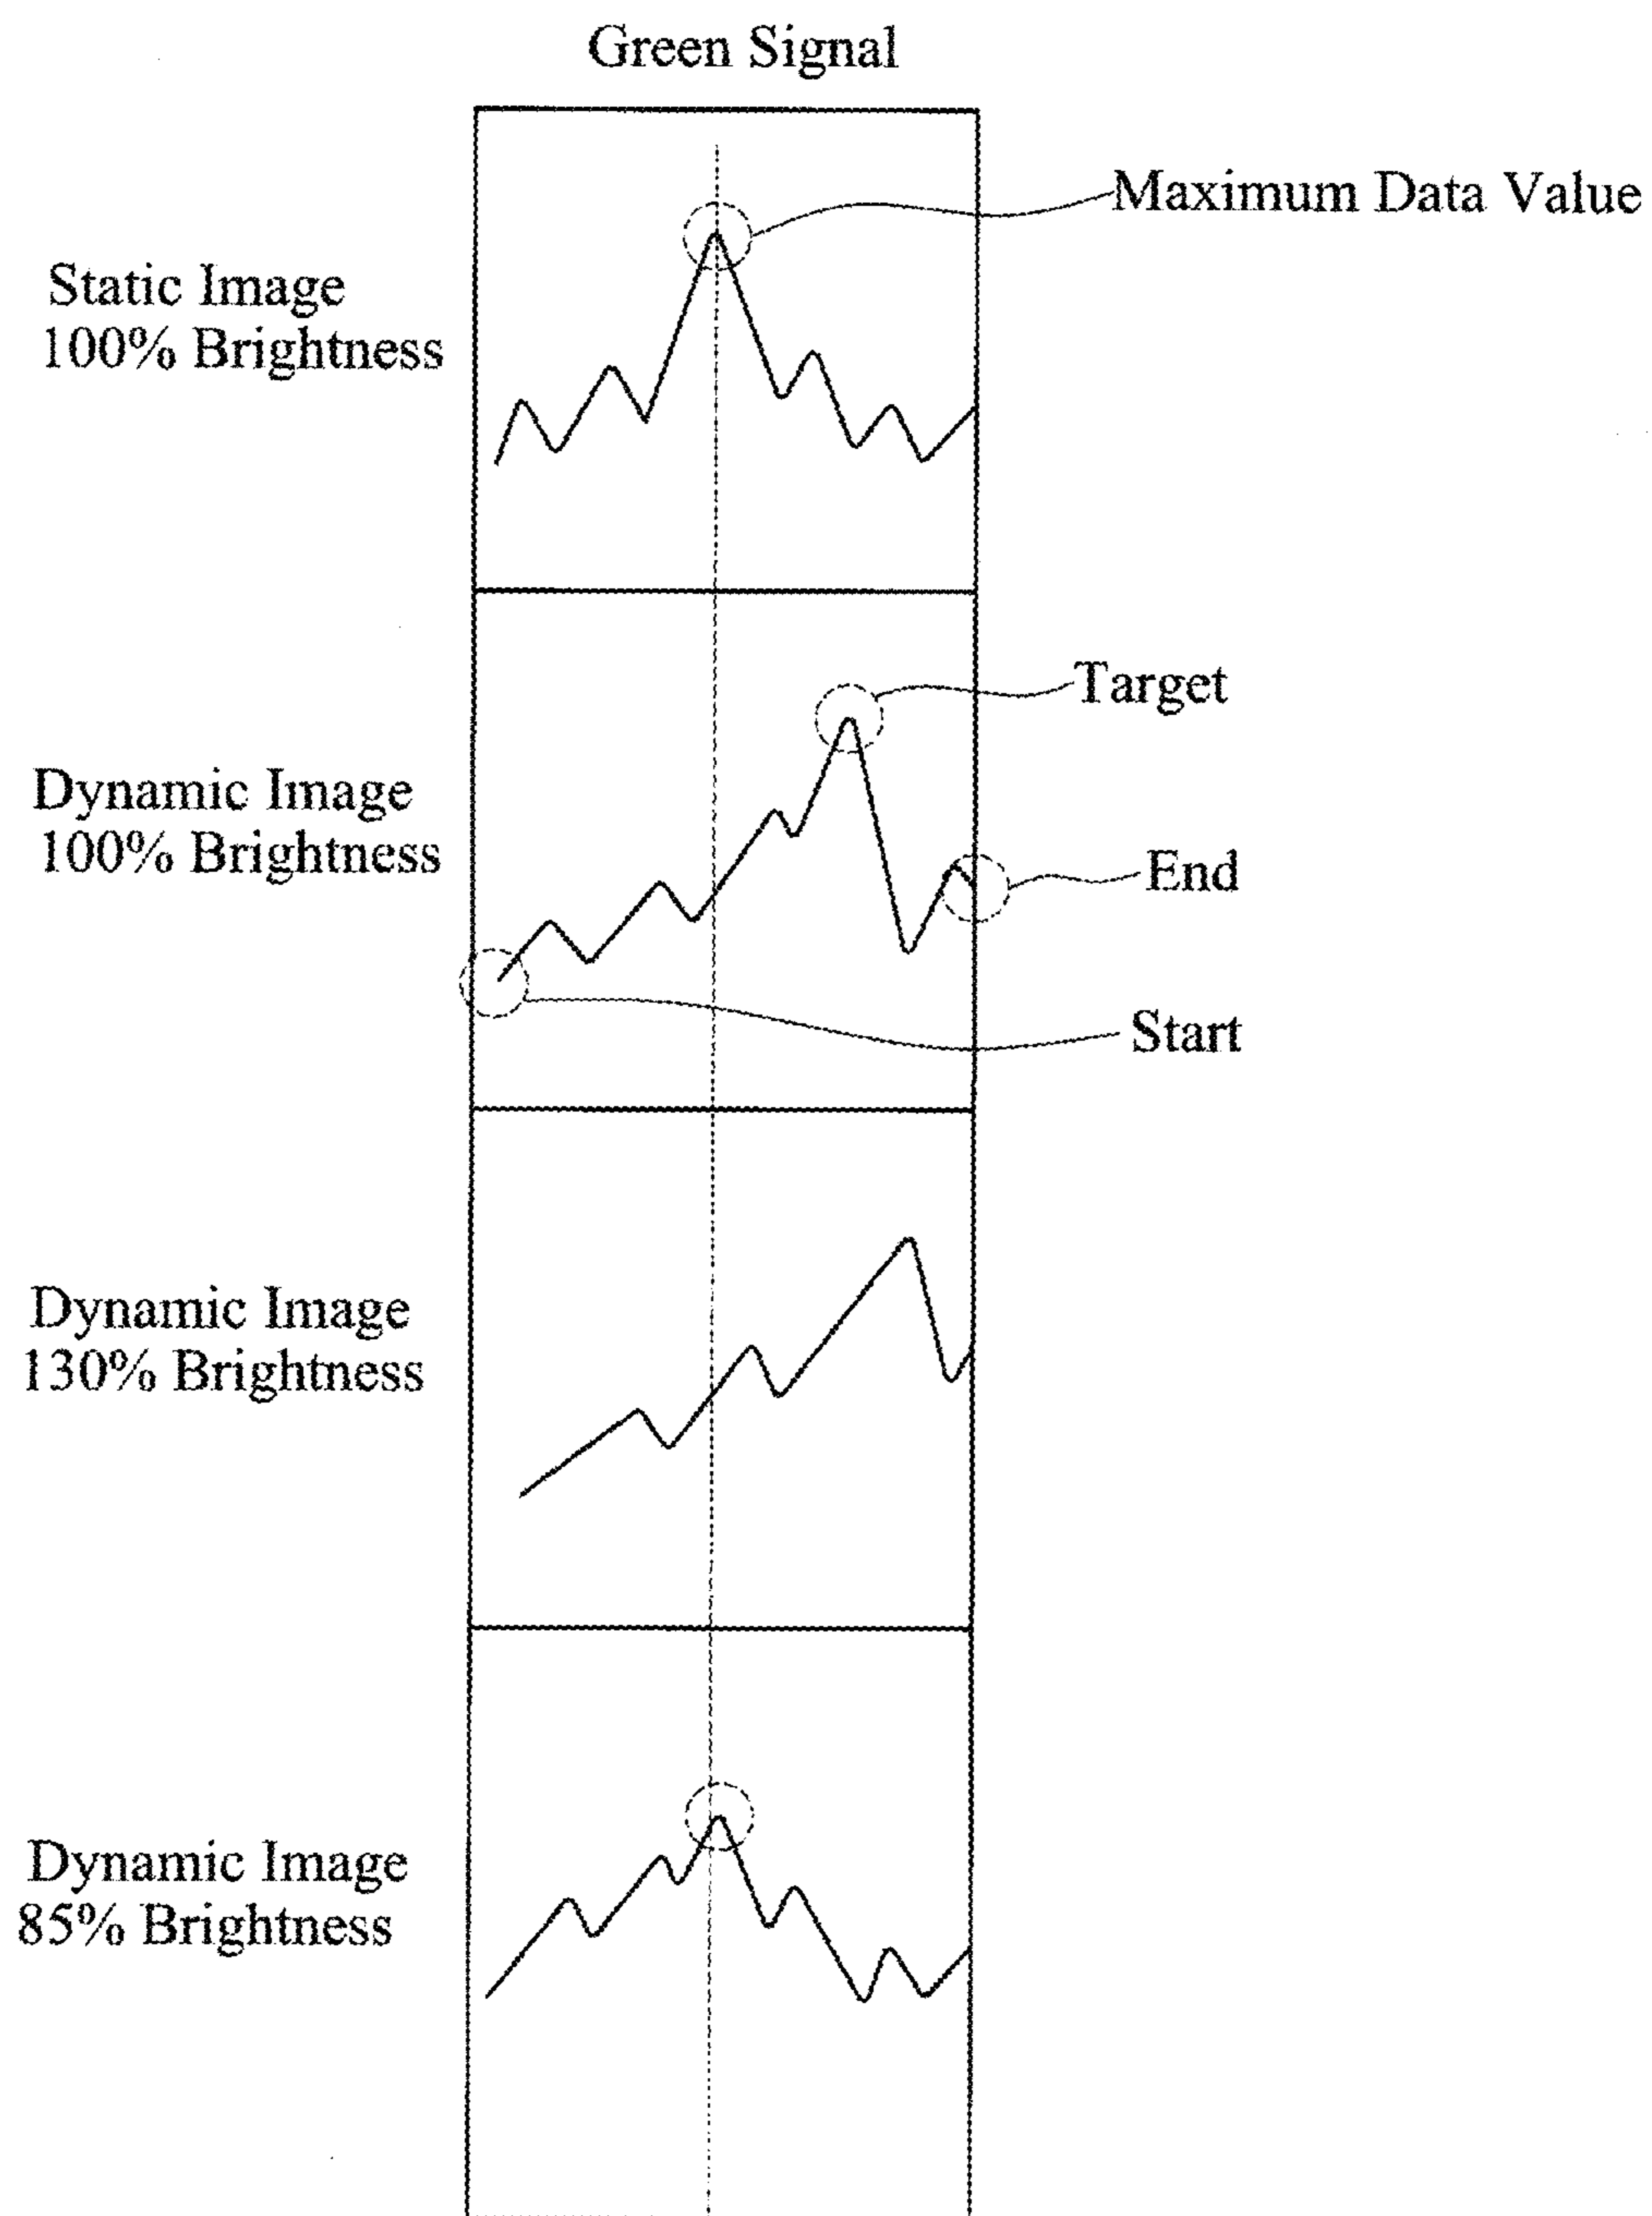 Green Signal
Maximum Data Value
Static Image
100% Brightness
Target
Dynamic Image
100% Brightness
End
Start
Dynamic Image
130% Brightness
Dynamic Image
85% Brightness